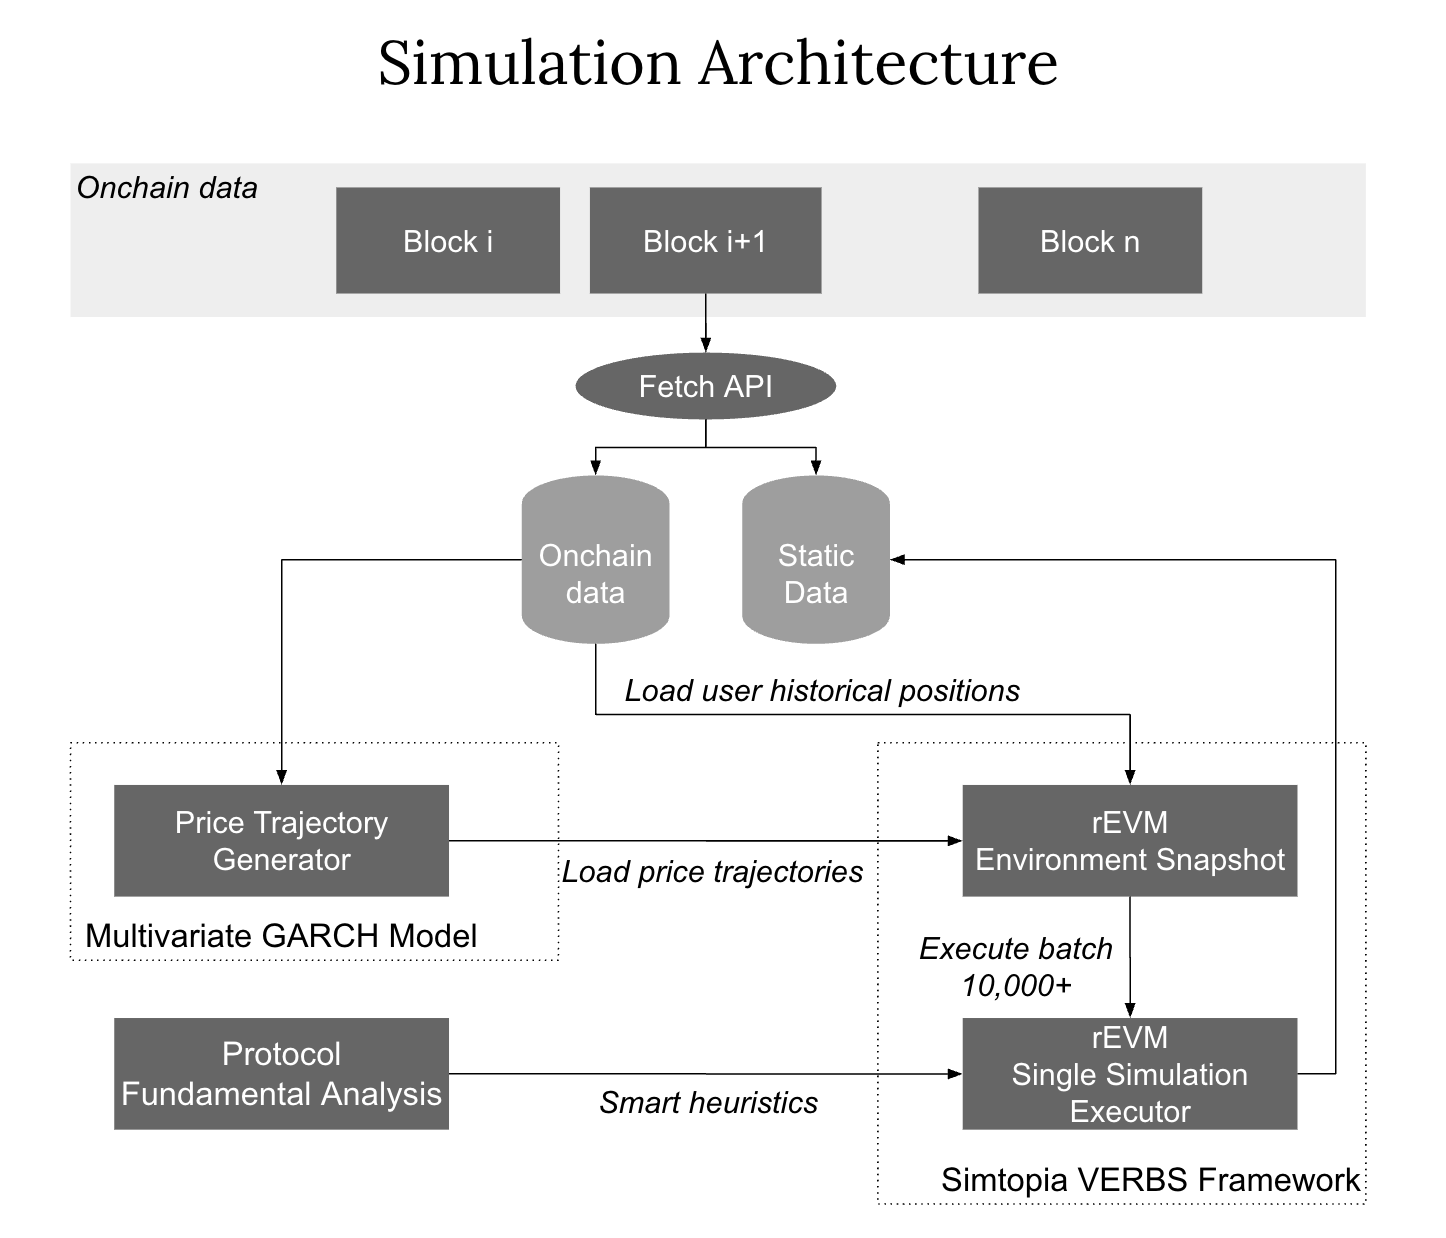 Simulation Architecture
Onchain data
Block i
Block i+1
Block n
Fetch API
Onchain
data
Static
Data
Load user historical positions
Price Trajectory
Generator
Multivariate GARCH Model
Load price trajectories
rEVM
Environment Snapshot
Execute batch
10,000+
Protocol
Fundamental Analysis
Smart heuristics
rEVM
Single Simulation
Executor
Simtopia VERBS Framework